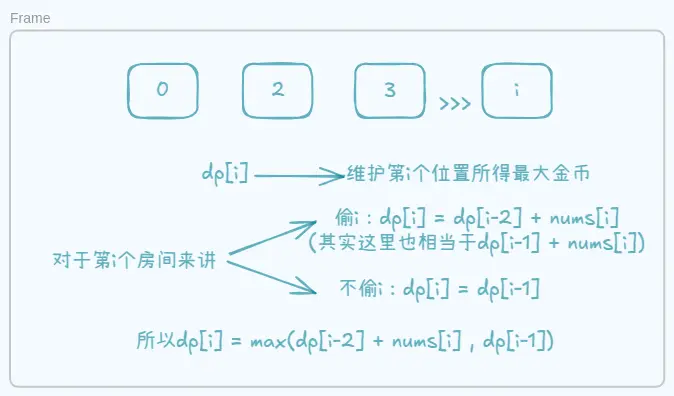 Frame
0 2 3 >>> i
dp[i] 维护第i个位置所得最大金币
偷i：dp[i] = dp[i-2] + nums[i]
(其实这里也相当于dp[i-1] + nums[i])
对于第i个房间来讲
不偷i：dp[i] = dp[i-1]
所以dp[i] = max(dp[i-2] + nums[i] , dp[i-1])